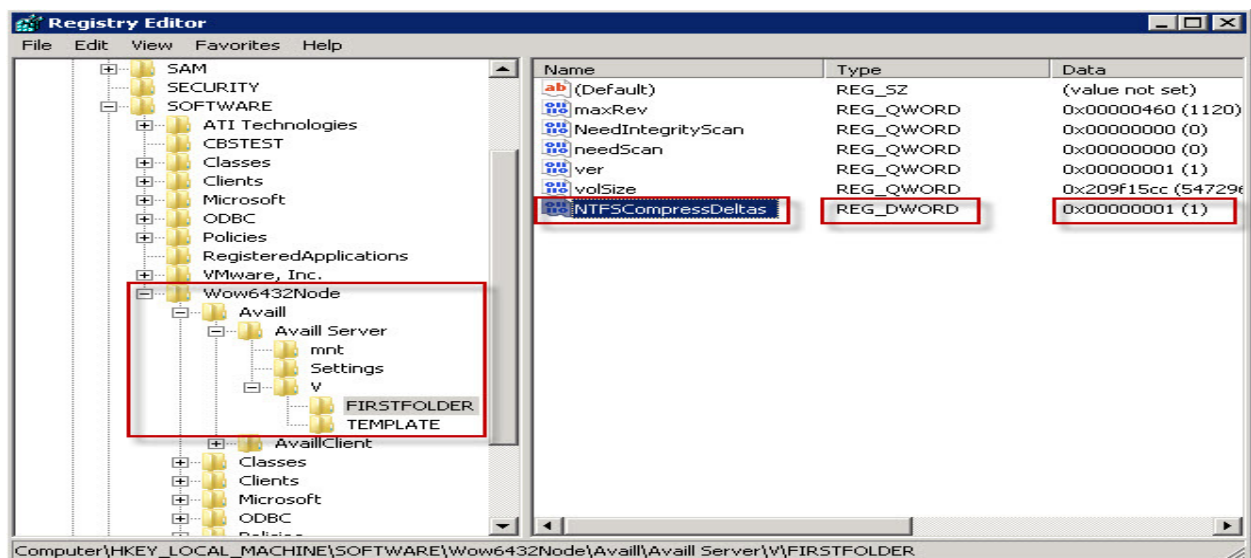 Registry Editor
File Edit View Favorites Help
SAM
SECURITY
SOFTWARE
ATI Technologies
CBSTEST
Classes
Clients
Microsoft
ODBC
Policies
RegisteredApplications
VMware, Inc.
Wow6432Node
Availl
Availl Server
mnt
Settings
V
FIRSTFOLDER
TEMPLATE
AvaillClient
Classes
Clients
Microsoft
ODBC
Name Type Data
(Default) REG_SZ (value not set)
maxRev REG_QWORD 0x00000460 (1120)
NeedIntegrityScan REG_QWORD 0x00000000 (0)
needScan REG_QWORD 0x00000000 (0)
ver REG_QWORD 0x00000001 (1)
volSize REG_QWORD 0x209f15cc (547296
NTFSCompressDeltas REG_DWORD 0x00000001 (1)
Computer\HKEY_LOCAL_MACHINE\SOFTWARE\Wow6432Node\Availl\Availl Server\V\FIRSTFOLDER